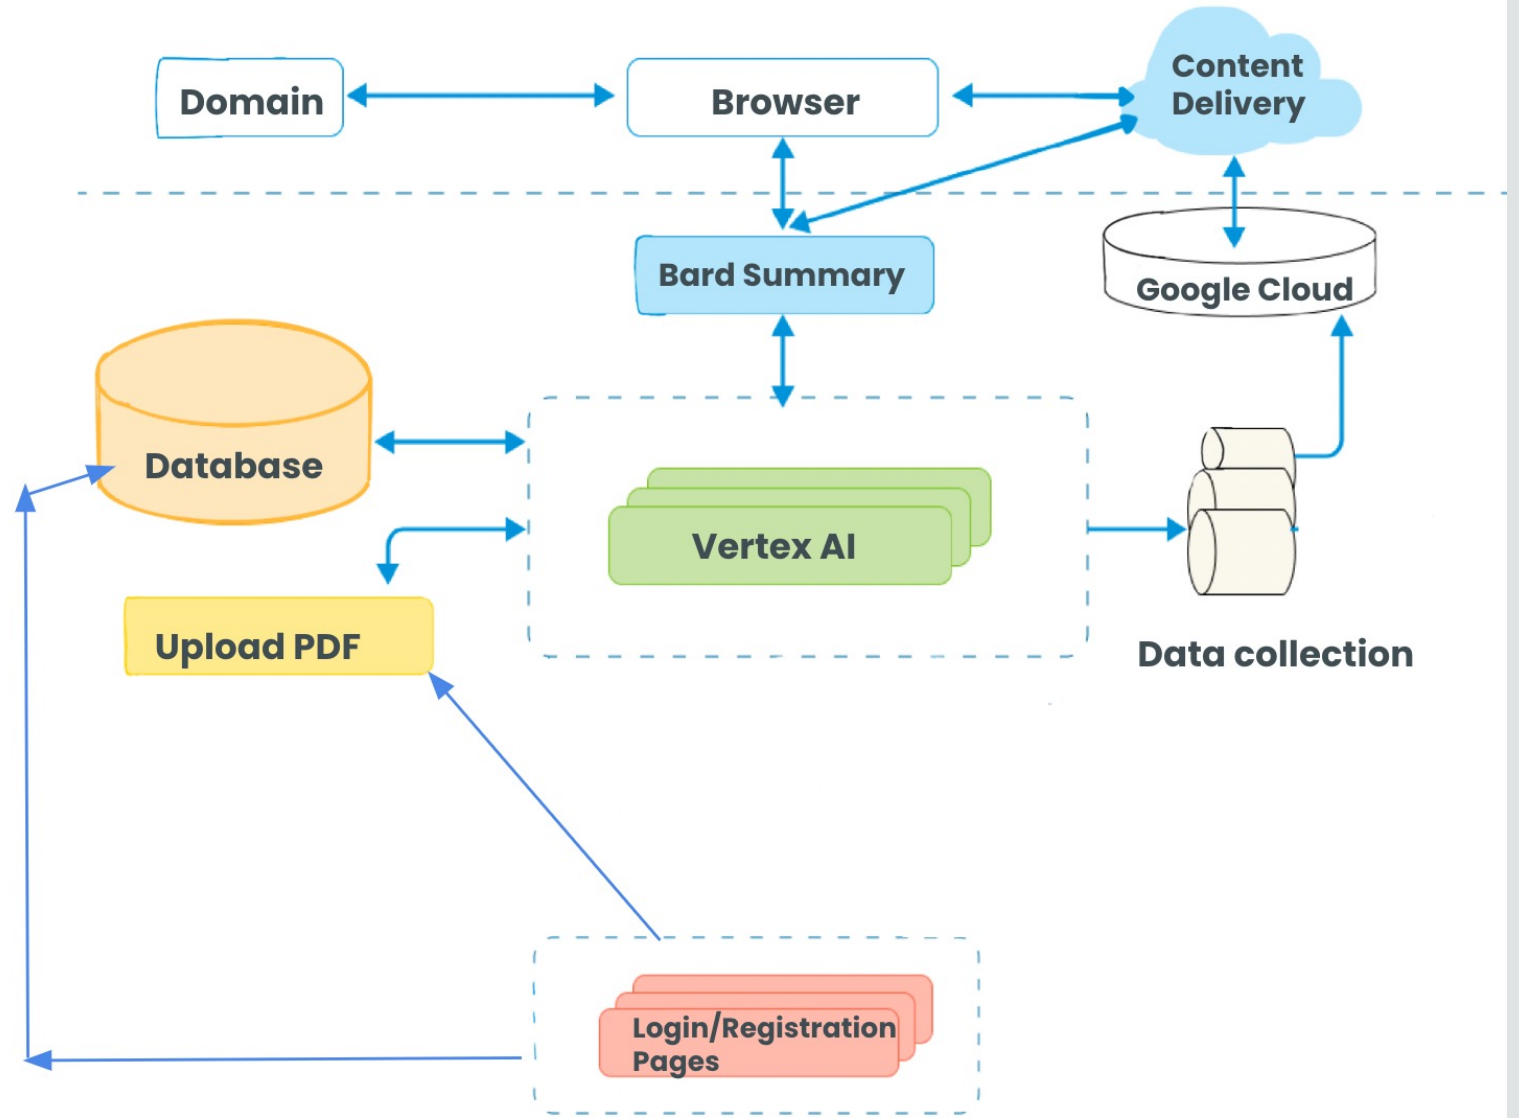 Domain
Browser
Content
Delivery
Bard Summary
Google Cloud
Database
Vertex AI
Upload PDF
Data collection
Login/Registration
Pages